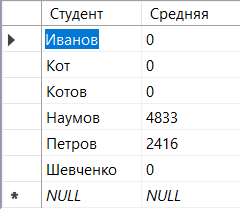 Студент Средняя
Иванов 0
Кот 0
Котов 0
Наумов 4833
Петров 2416
Шевченко 0
NULL NULL